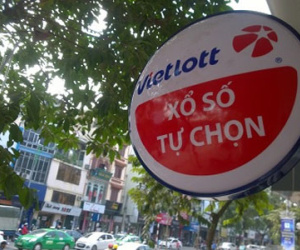 Vietlott
XỔ SỐ
TỰ CHỌN